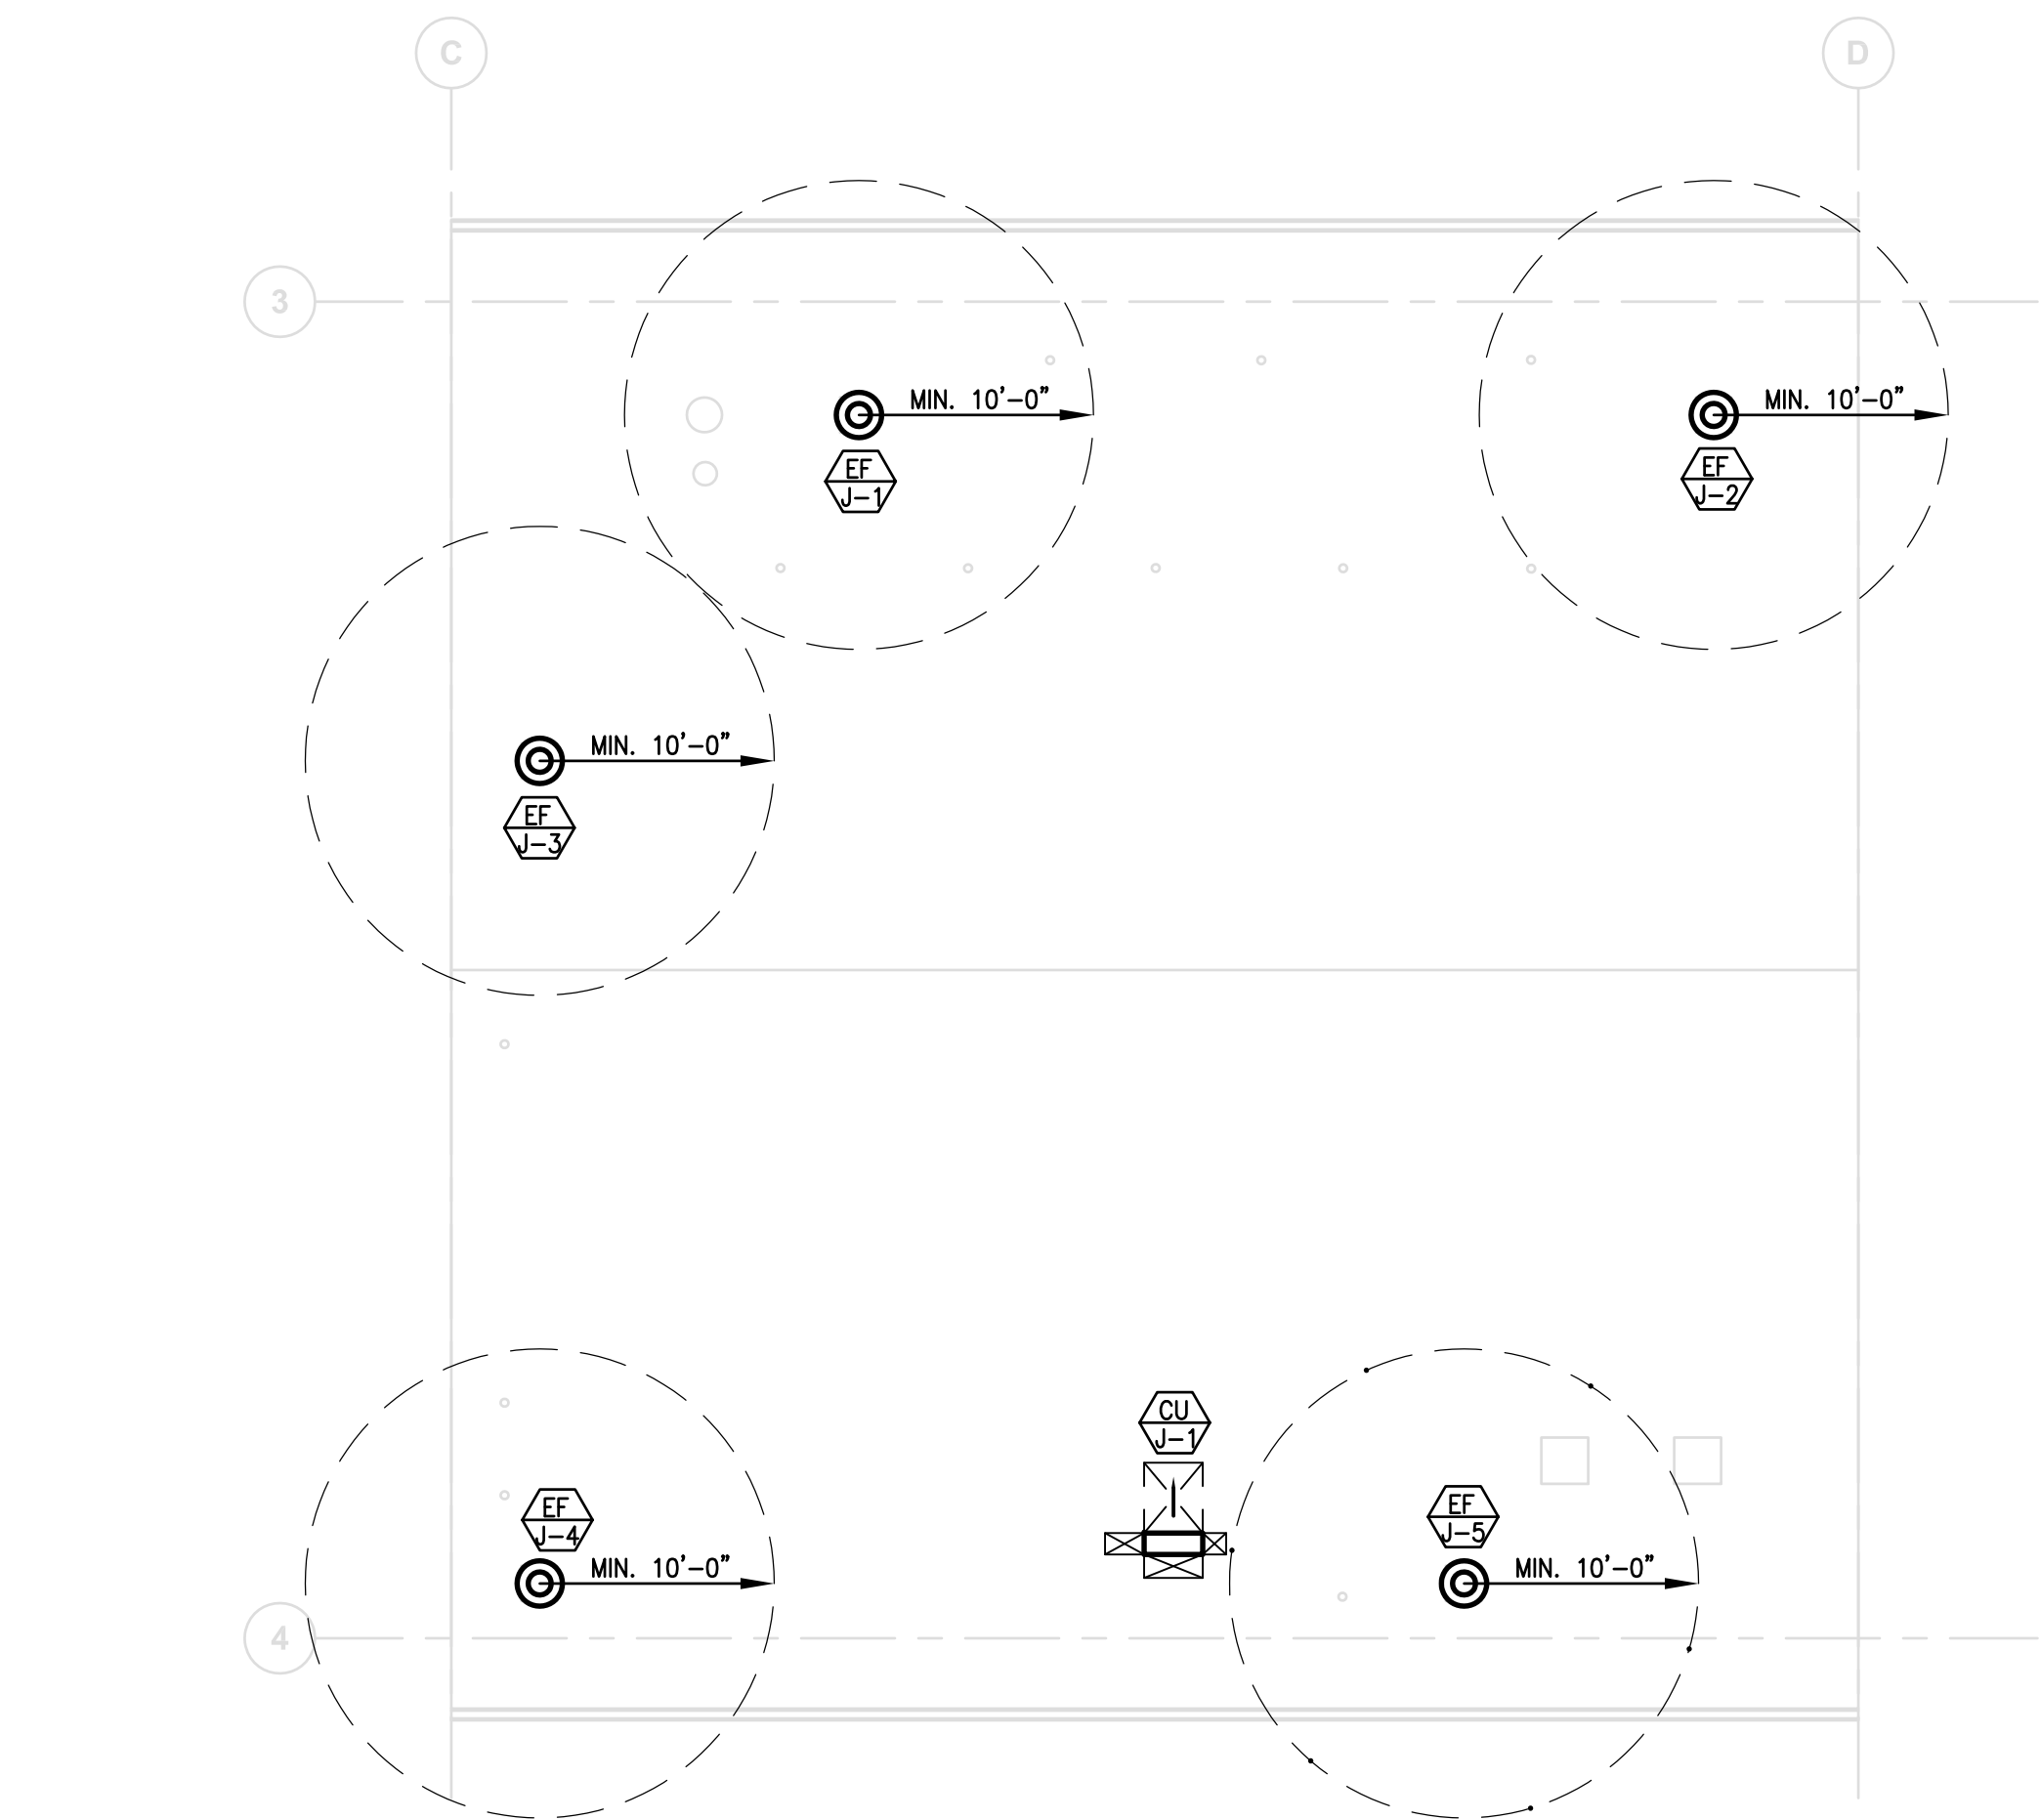 C
D
3
MIN. 10'-0"
EF
J-1
MIN. 10'-0"
EF
J-2
MIN. 10'-0"
EF
J-3
CU
J-1
EF
J-4
MIN. 10'-0"
EF
J-5
MIN. 10'-0"
4